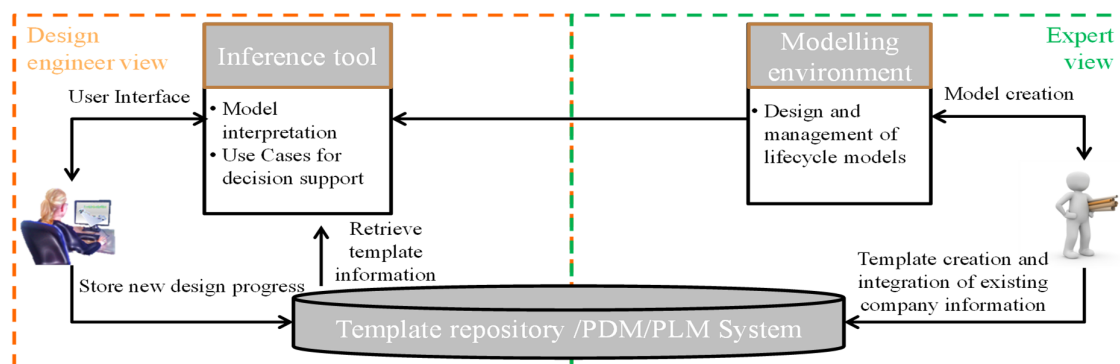 Design
engineer view
Inference tool
Modelling
environment
Expert
view
User Interface
• Model
interpretation
• Use Cases for
decision support
• Design and
management of
lifecycle models
Model creation
Retrieve
template
information
Store new design progress
Template creation and
integration of existing
company information
Template repository /PDM/PLM System